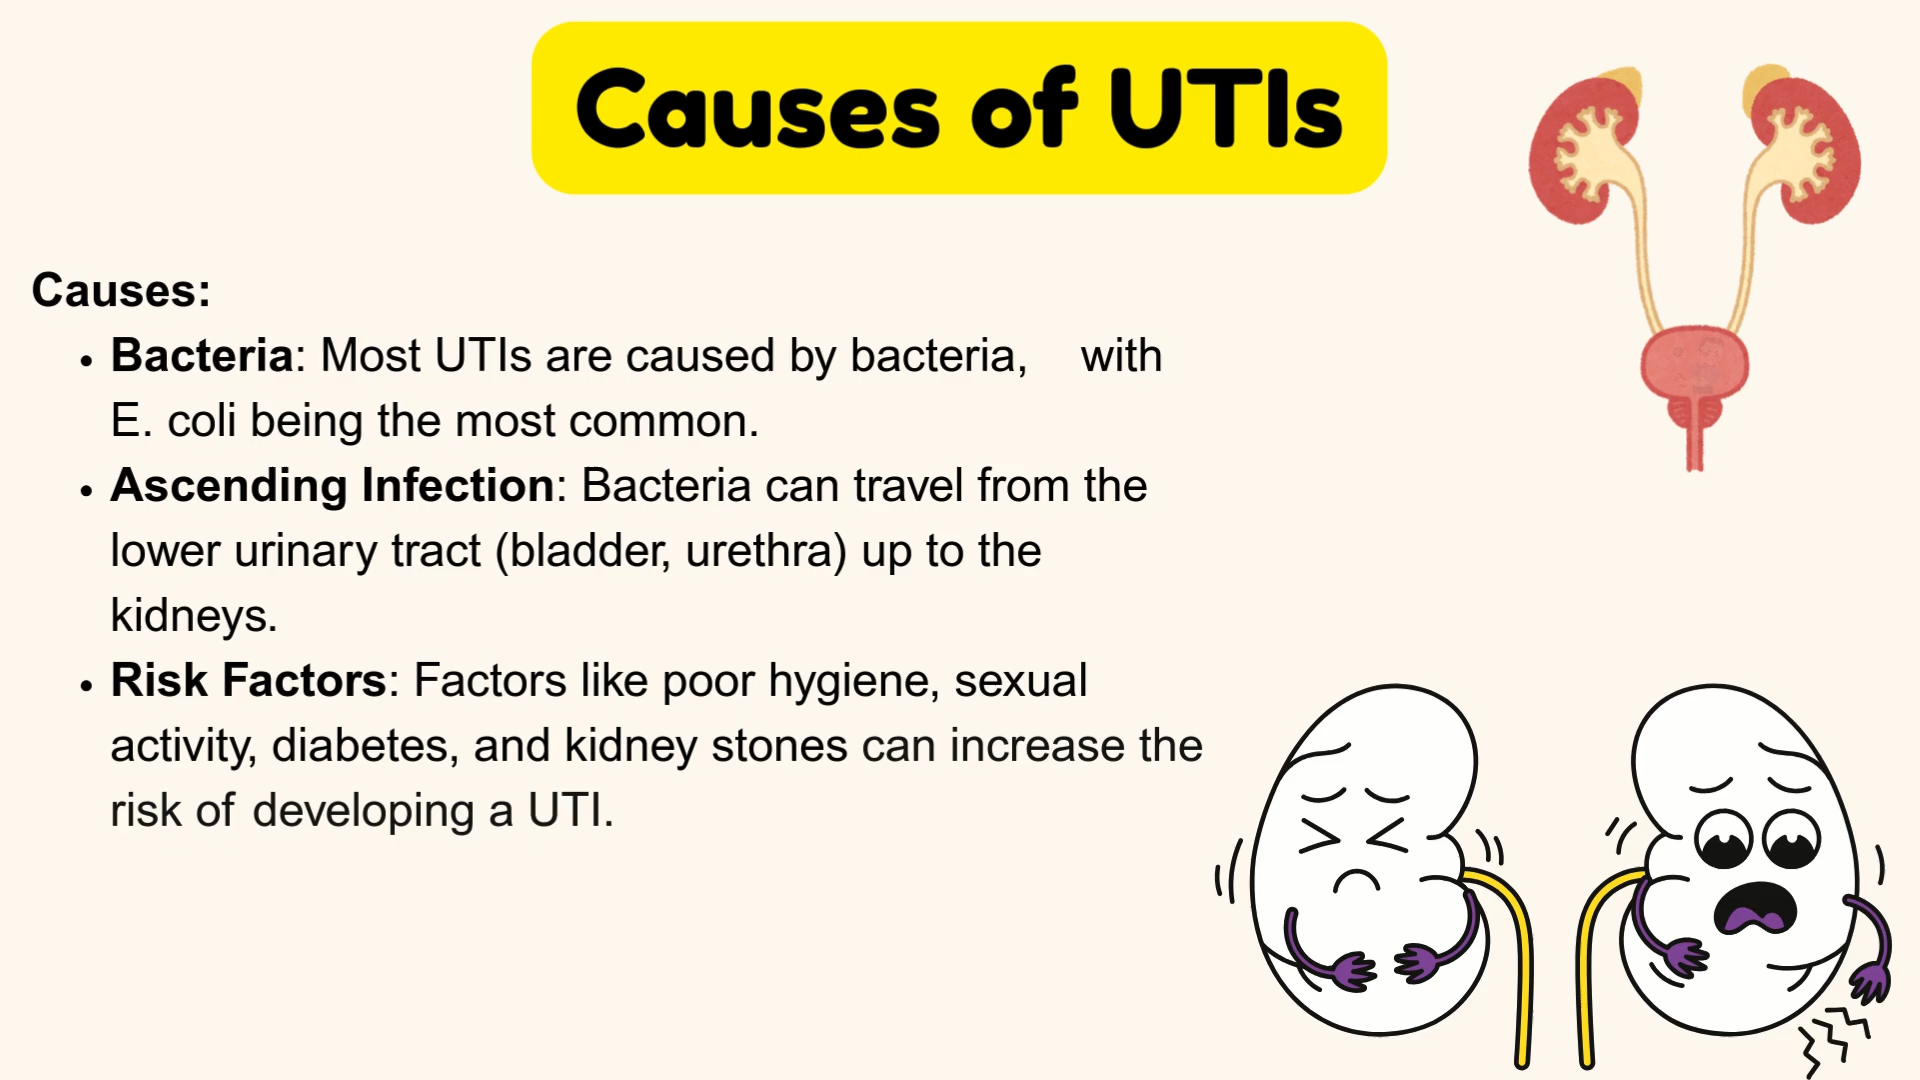 Causes of UTIs
Causes:
• Bacteria: Most UTIs are caused by bacteria, with
E. coli being the most common.
• Ascending Infection: Bacteria can travel from the
lower urinary tract (bladder, urethra) up to the
kidneys.
• Risk Factors: Factors like poor hygiene, sexual
activity, diabetes, and kidney stones can increase the
risk of developing a UTI.